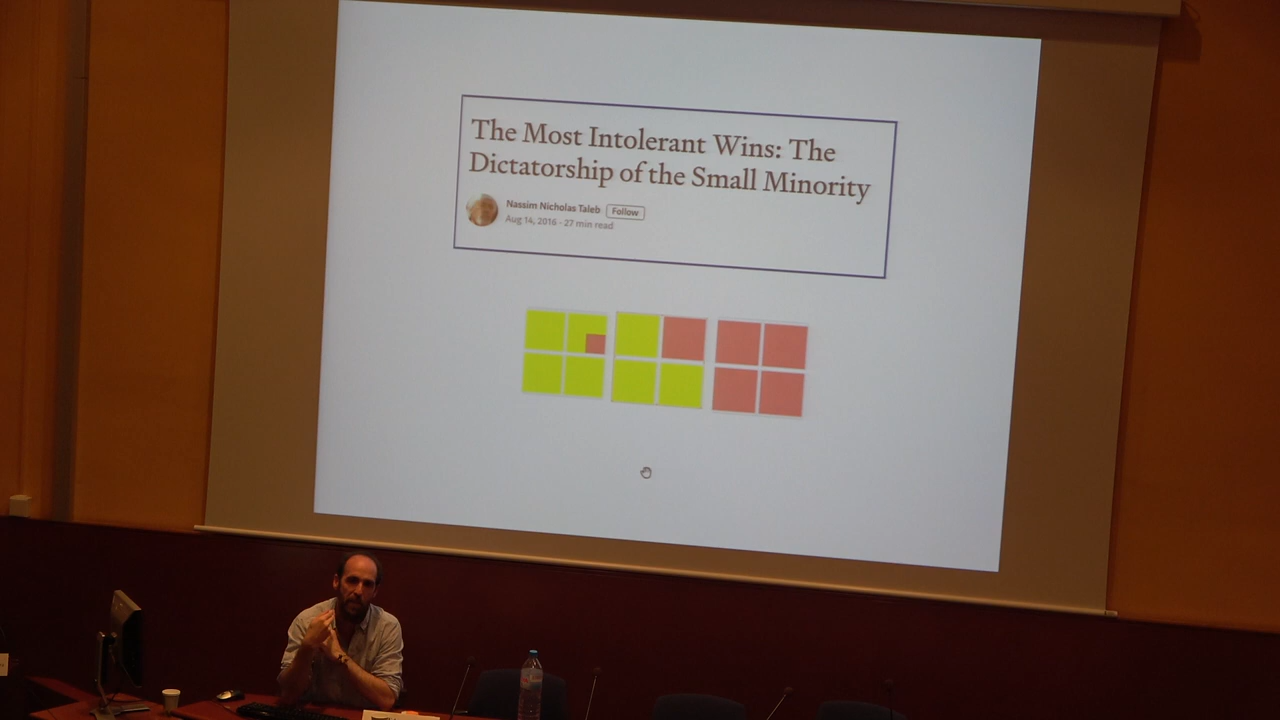 The Most Intolerant Wins: The
Dictatorship of the Small Minority
Nassim Nicholas Taleb Follow
Aug 14, 2016 · 27 min read